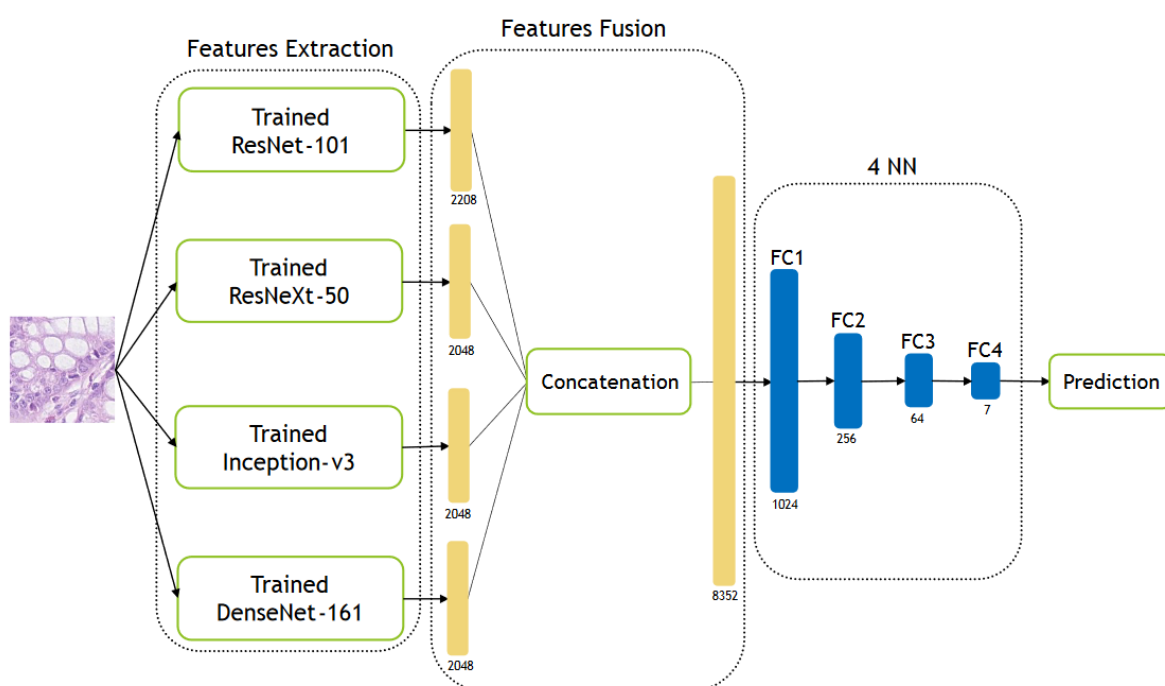 Features Extraction
Features Fusion
Trained
ResNet-101
2208
Trained
ResNeXt-50
2048
Trained
Inception-v3
2048
Trained
DenseNet-161
2048
Concatenation
8352
4 NN
FC1
1024
FC2
256
FC3
64
FC4
7
Prediction